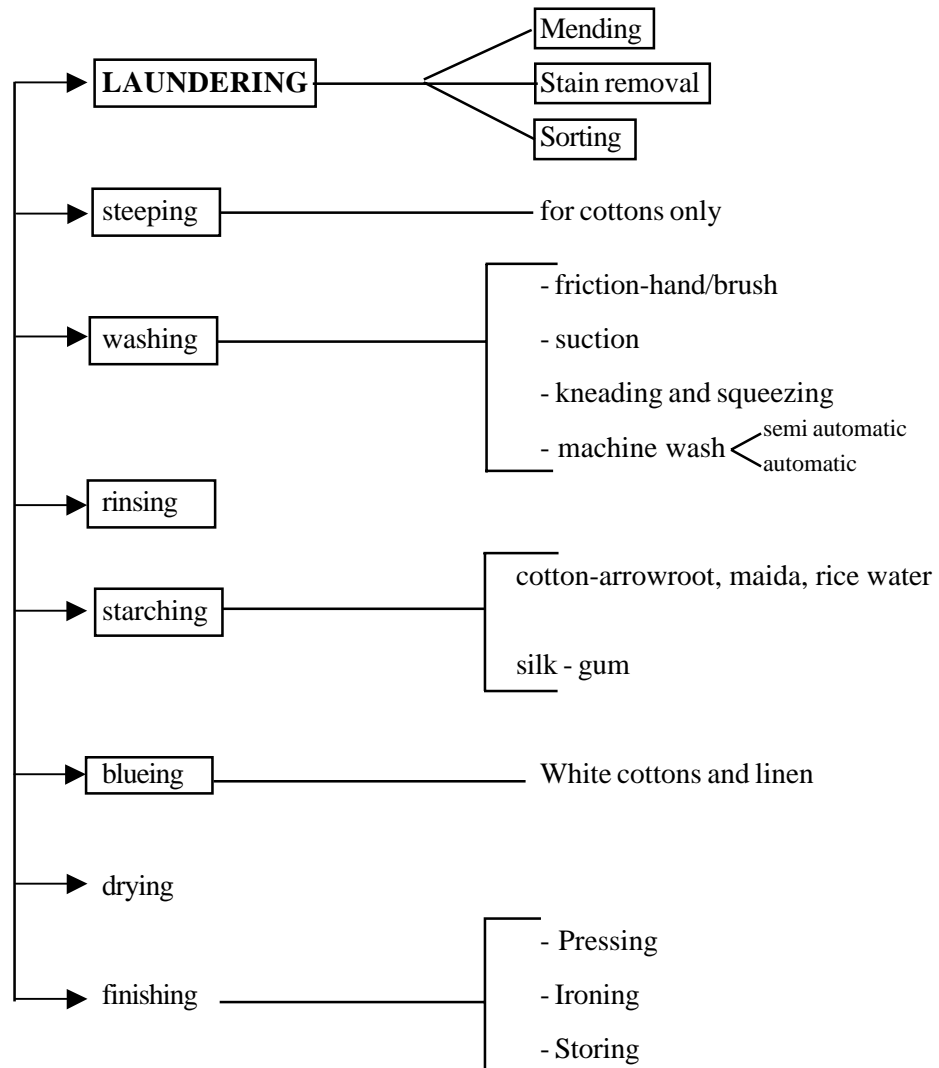 Mending
LAUNDERING
Stain removal
Sorting
steeping
for cottons only
- friction-hand/brush
washing
- suction
- kneading and squeezing
semi automatic
- machine wash
automatic
rinsing
cotton-arrowroot, maida, rice water
starching
silk - gum
blueing
White cottons and linen
drying
- Pressing
finishing
- Ironing
- Storing